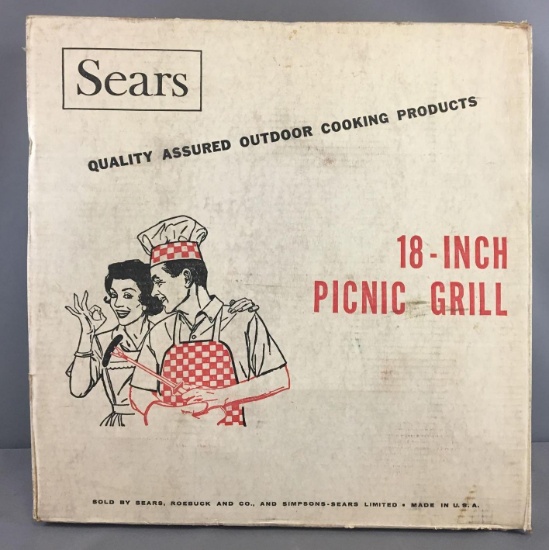 Sears
QUALITY ASSURED OUTDOOR COOKING PRODUCTS
18-INCH
PICNIC GRILL
SOLD BY SEARS, ROEBUCK AND CO., AND SIMPSONS-SEARS LIMITED • MADE IN U.S.A.